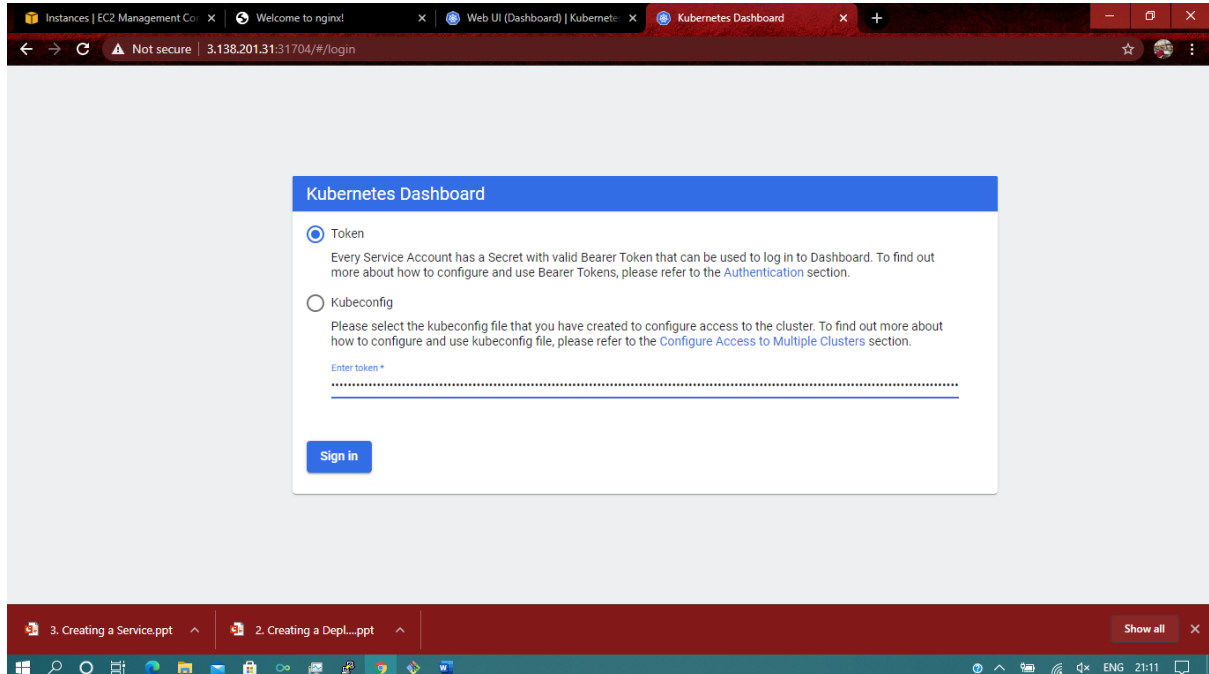 Instances | EC2 Management Con
Welcome to nginx!
Web UI (Dashboard) | Kubernetes
Kubernetes Dashboard
Not secure | 3.138.201.31:31704/#/login
Kubernetes Dashboard
Token
Every Service Account has a Secret with valid Bearer Token that can be used to log in to Dashboard. To find out
more about how to configure and use Bearer Tokens, please refer to the Authentication section.
Kubeconfig
Please select the kubeconfig file that you have created to configure access to the cluster. To find out more about
how to configure and use kubeconfig file, please refer to the Configure Access to Multiple Clusters section.
Enter token *
Sign in
3. Creating a Service.ppt
2. Creating a Depl....ppt
Show all
ENG 21:11